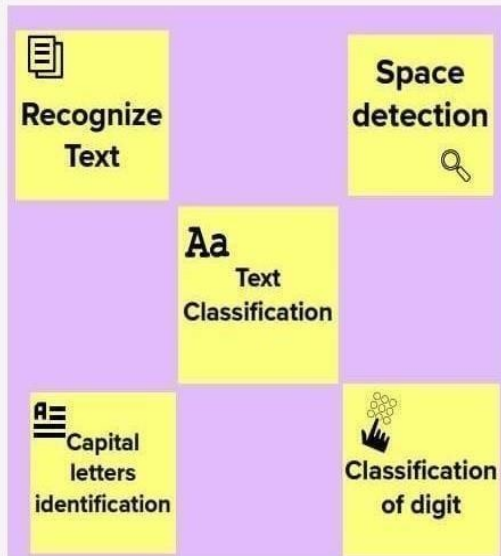 Recognize
Text
Space
detection
Aa
Text
Classification
A
Capital
letters
identification
Classification
of digit